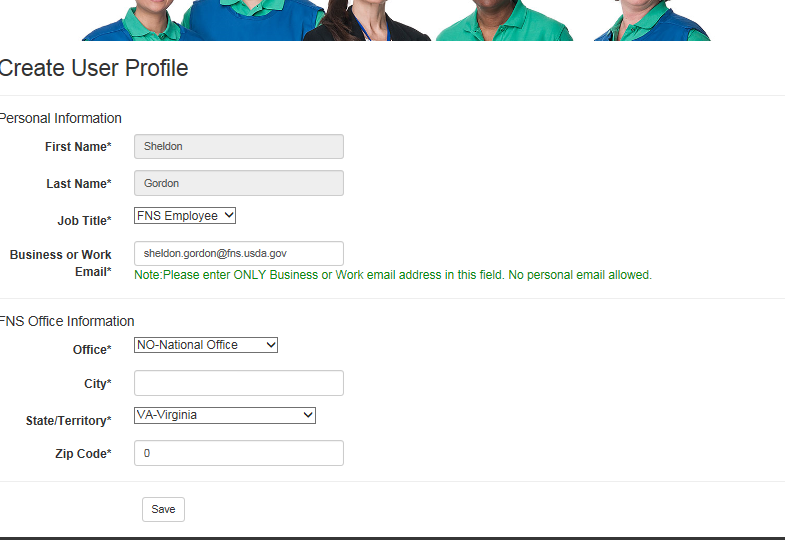 Create User Profile
Personal Information
First Name*
Sheldon
Last Name*
Gordon
Job Title*
FNS Employee
Business or Work
Email*
sheldon.gordon@fns.usda.gov
Note:Please enter ONLY Business or Work email address in this field. No personal email allowed.
FNS Office Information
Office*
NO-National Office
City*
State/Territory*
VA-Virginia
Zip Code*
0
Save